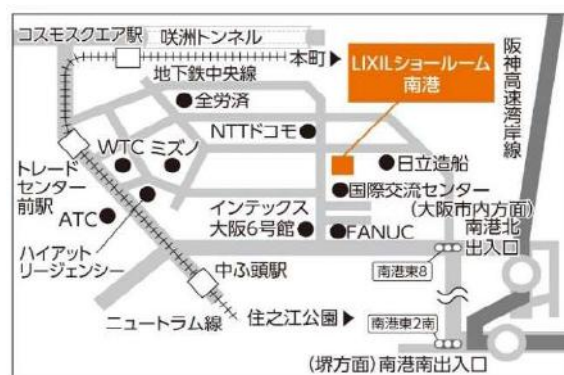 コスモスクエア駅
咲洲トンネル
地下鉄中央線
本町▶
LIXILショールーム
南港
阪神高速湾岸線
全労済
NTTドコモ
WTC
ミズノ
日立造船
トレード
センター
前駅
国際交流センター
ATC
インテックス
大阪6号館
FANUC
(大阪市内方面)
南港北
出入口
ハイアット
リージェンシー
中ふ頭駅
南港東8
ニュートラム線
住之江公園▶
南港東2南
(堺方面)南港南出入口